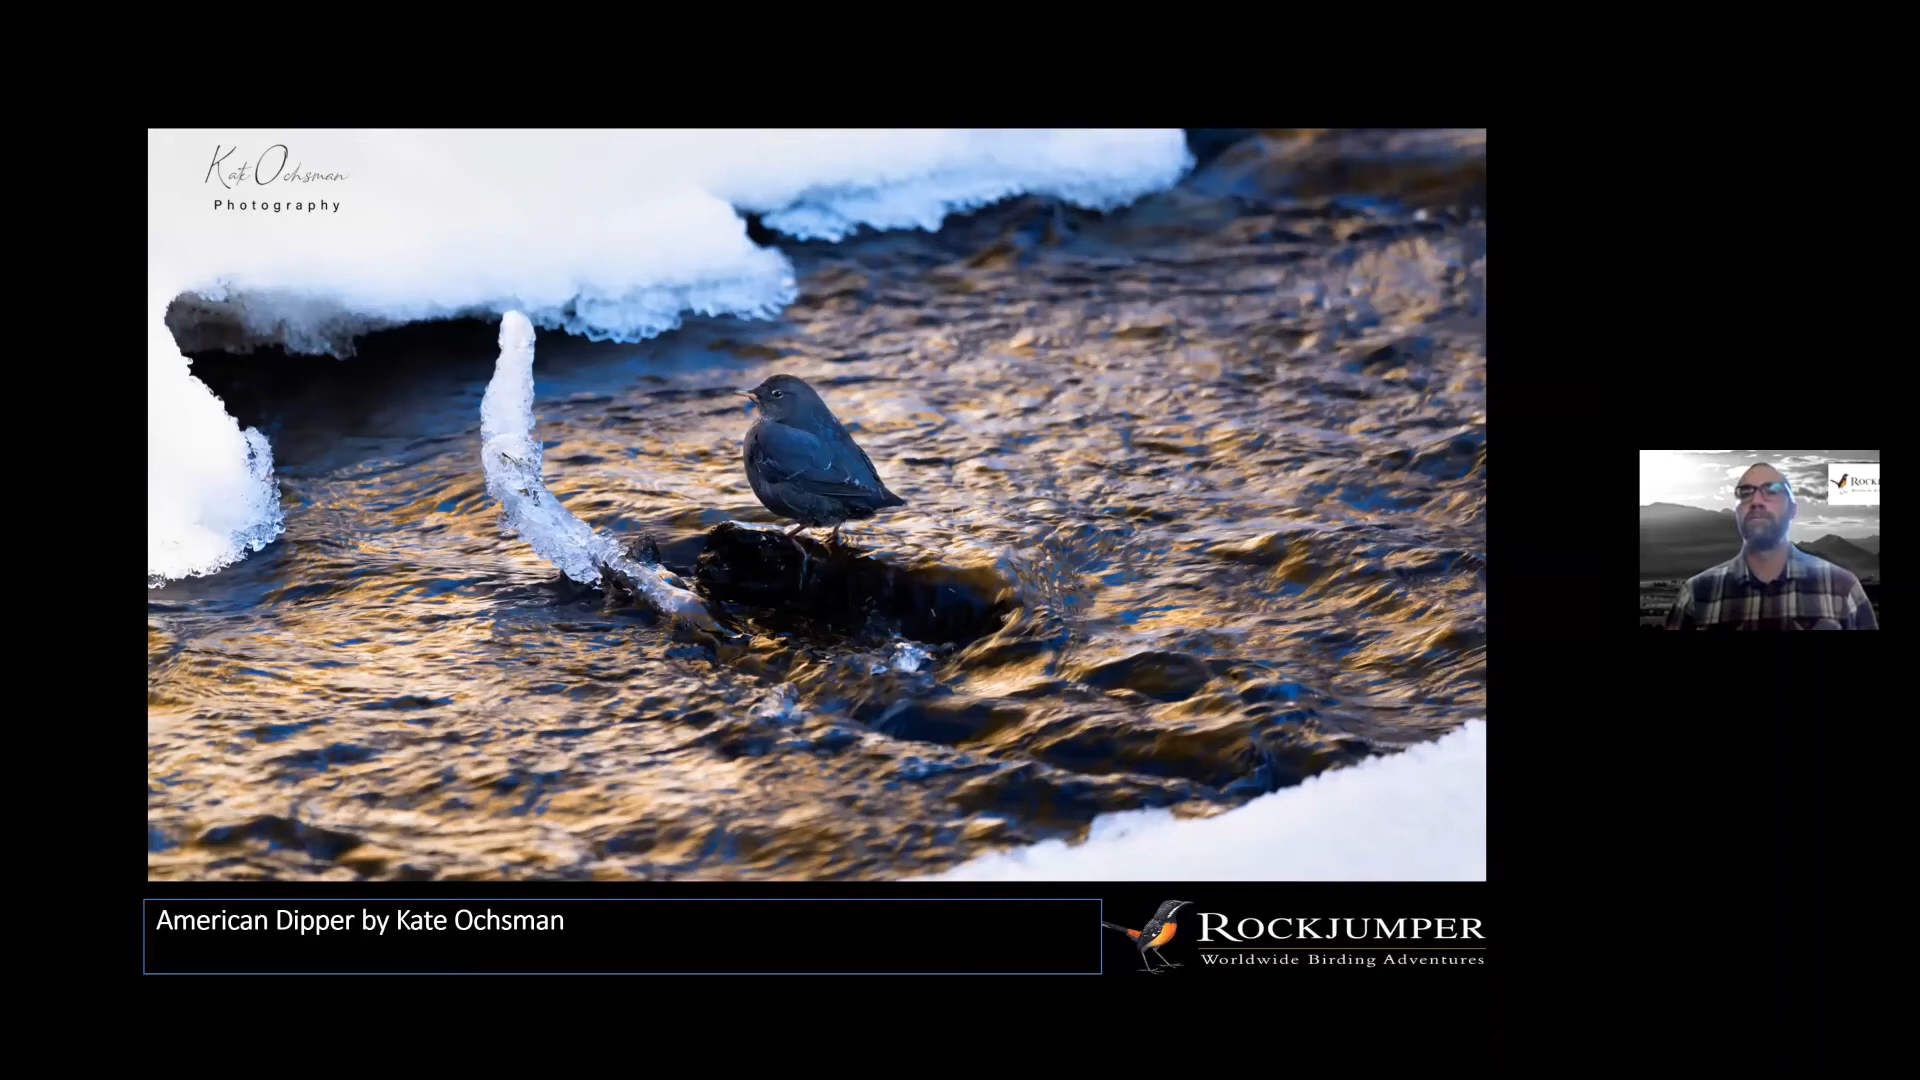 Kate Ochsman
Photography
American Dipper by Kate Ochsman
ROCKJUMPER
Worldwide Birding Adventures